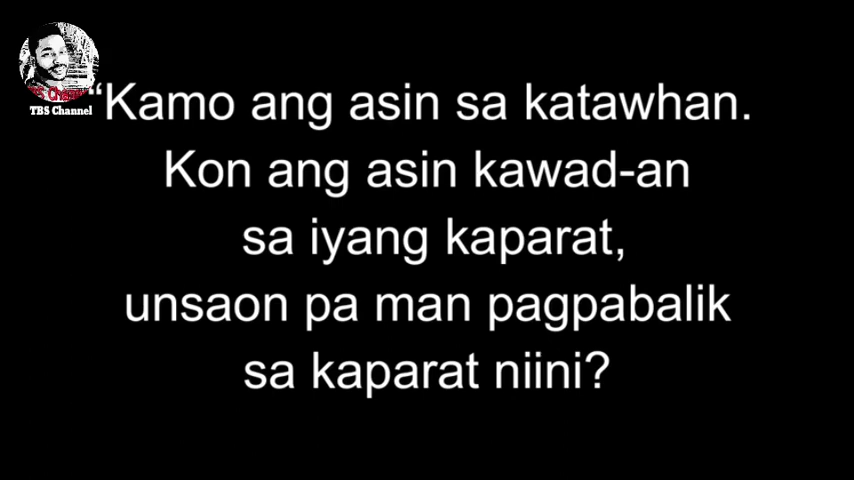 “Kamo ang asin sa katawhan.
Kon ang asin kawad-an
sa iyang kaparat,
unsaon pa man pagpabalik
sa kaparat niini?
TBS Channel